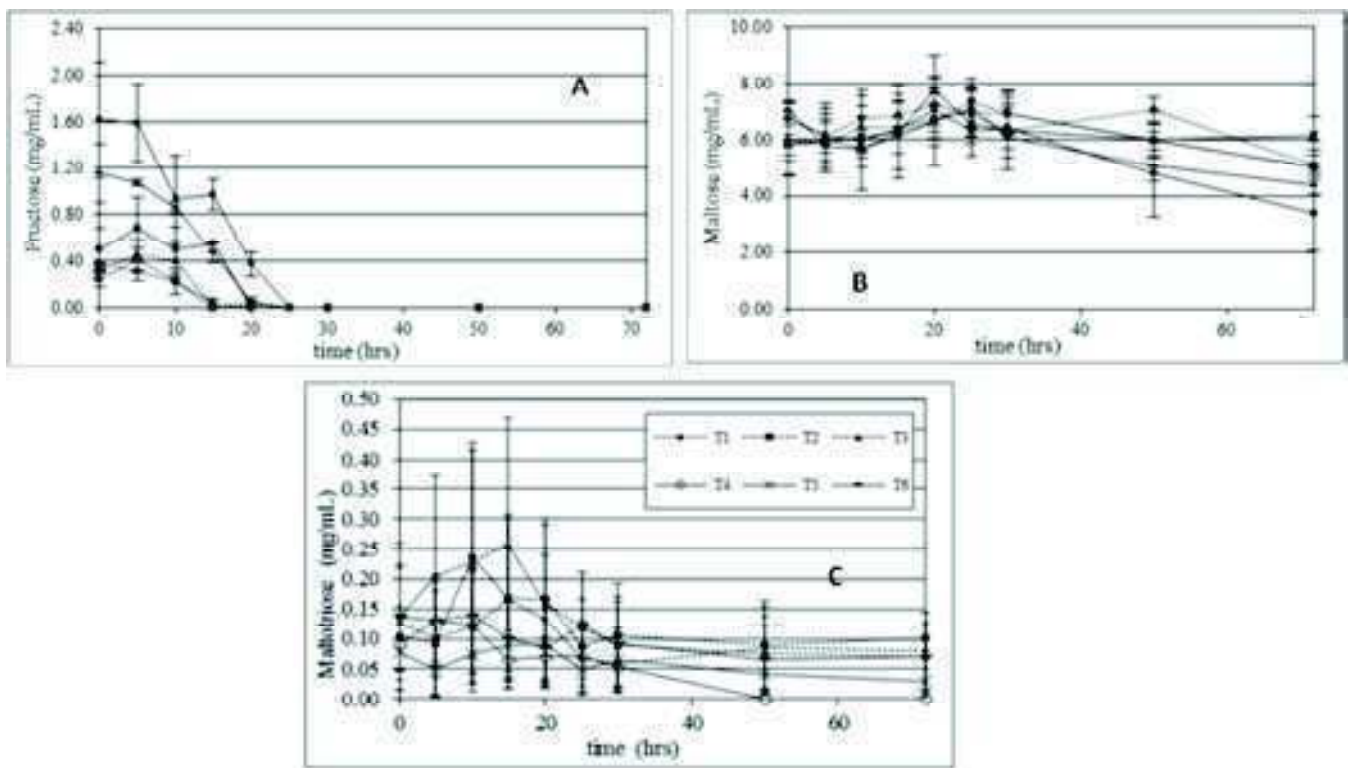 2.40
2.00
1.60
1.20
0.80
0.40
0.00
Fructose (mg/mL)
A
0 10 20 30 40 50 60 70
time (hrs)
10.00
8.00
6.00
4.00
2.00
0.00
Maltose (mg/mL)
B
0 20 40 60
time (hrs)
0.50
0.45
0.40
0.35
0.30
0.25
0.20
0.15
0.10
0.05
0.00
Maltotriose (mg/mL)
T1 T2 T3
T4 T5 T6
C
0 20 40 60
time (hrs)